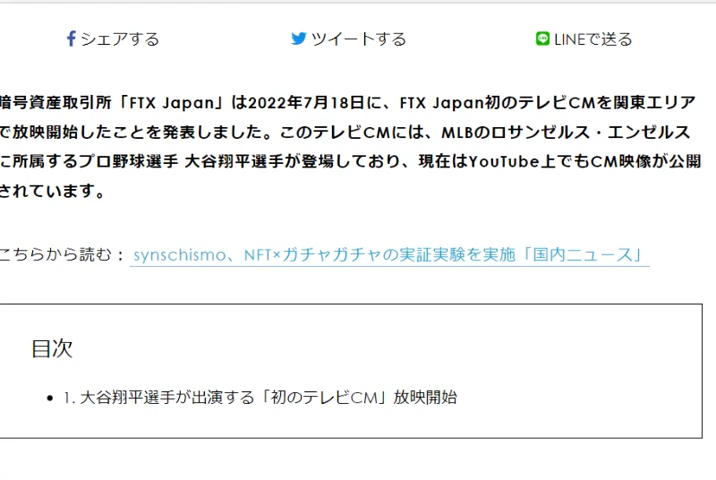 シェアする ツイートする LINEで送る
暗号資産取引所「FTX Japan」は2022年7月18日に、FTX Japan初のテレビCMを関東エリア
で放映開始したことを発表しました。このテレビCMには、MLBのロサンゼルス・エンゼルス
に所属するプロ野球選手 大谷翔平選手が登場しており、現在はYouTube上でもCM映像が公開
されています。
こちらから読む： synschismo、NFT×ガチャガチャの実証実験を実施「国内ニュース」
目次
• 1. 大谷翔平選手が出演する「初のテレビCM」放映開始